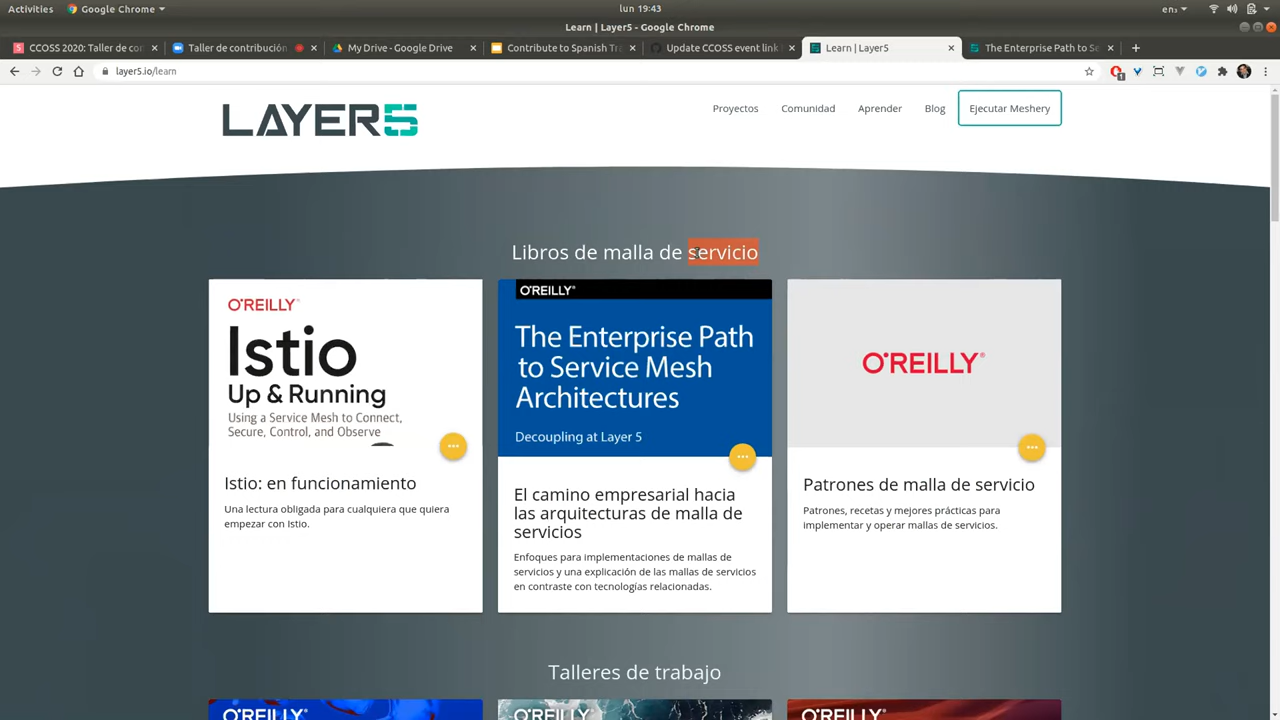 Activities
Google Chrome
lun 19:43
en₅
Learn | Layer5 - Google Chrome
CCOSS 2020: Taller de co
Taller de contribución
My Drive - Google Drive
Contribute to Spanish Tra
Update CCOSS event link
Learn | Layer5
The Enterprise Path to Se
layer5.io/learn
LAYER5
Proyectos
Comunidad
Aprender
Blog
Ejecutar Meshery
Libros de malla de servicio
O'REILLY®
Istio
Up & Running
Using a Service Mesh to Connect,
Secure, Control, and Observe
Istio: en funcionamiento
Una lectura obligada para cualquiera que quiera
empezar con Istio.
O'REILLY®
The Enterprise Path
to Service Mesh
Architectures
Decoupling at Layer 5
El camino empresarial hacia
las arquitecturas de malla de
servicios
Enfoques para implementaciones de mallas de
servicios y una explicación de las mallas de servicios
en contraste con tecnologías relacionadas.
O'REILLY®
Patrones de malla de servicio
Patrones, recetas y mejores prácticas para
implementar y operar mallas de servicios.
Talleres de trabajo
O'REILLY®
O'REILLY®
O'REILLY®